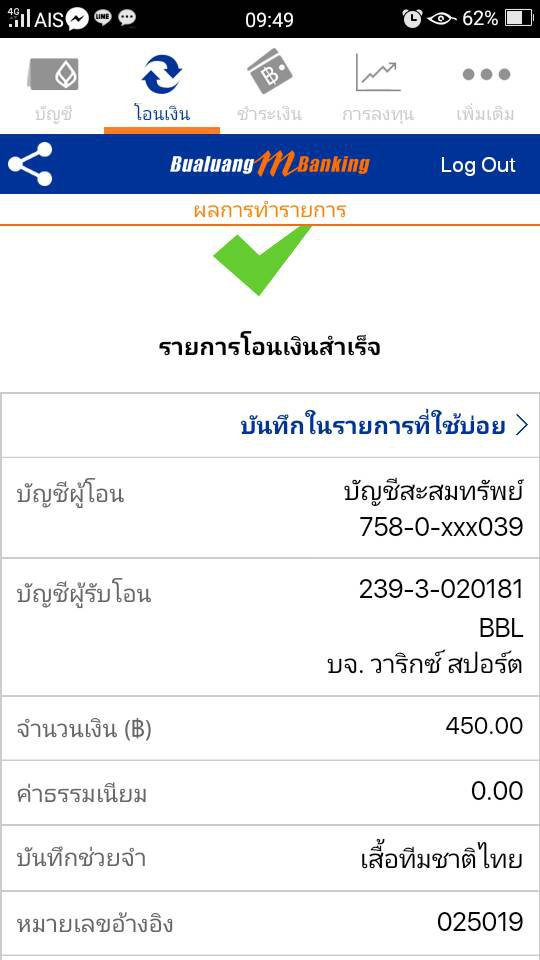 4G AIS LINE 09:49 62%
บัญชี โอนเงิน ชำระเงิน การลงทุน เพิ่มเติม
Bualuang mBanking Log Out
ผลการทำรายการ
รายการโอนเงินสำเร็จ
บันทึกในรายการที่ใช้บ่อย
บัญชีผู้โอน บัญชีสะสมทรัพย์
758-0-xxx039
บัญชีผู้รับโอน 239-3-020181
BBL
บจ. วาริกซ์ สปอร์ต
จำนวนเงิน (฿) 450.00
ค่าธรรมเนียม 0.00
บันทึกช่วยจำ เสื้อทีมชาติไทย
หมายเลขอ้างอิง 025019